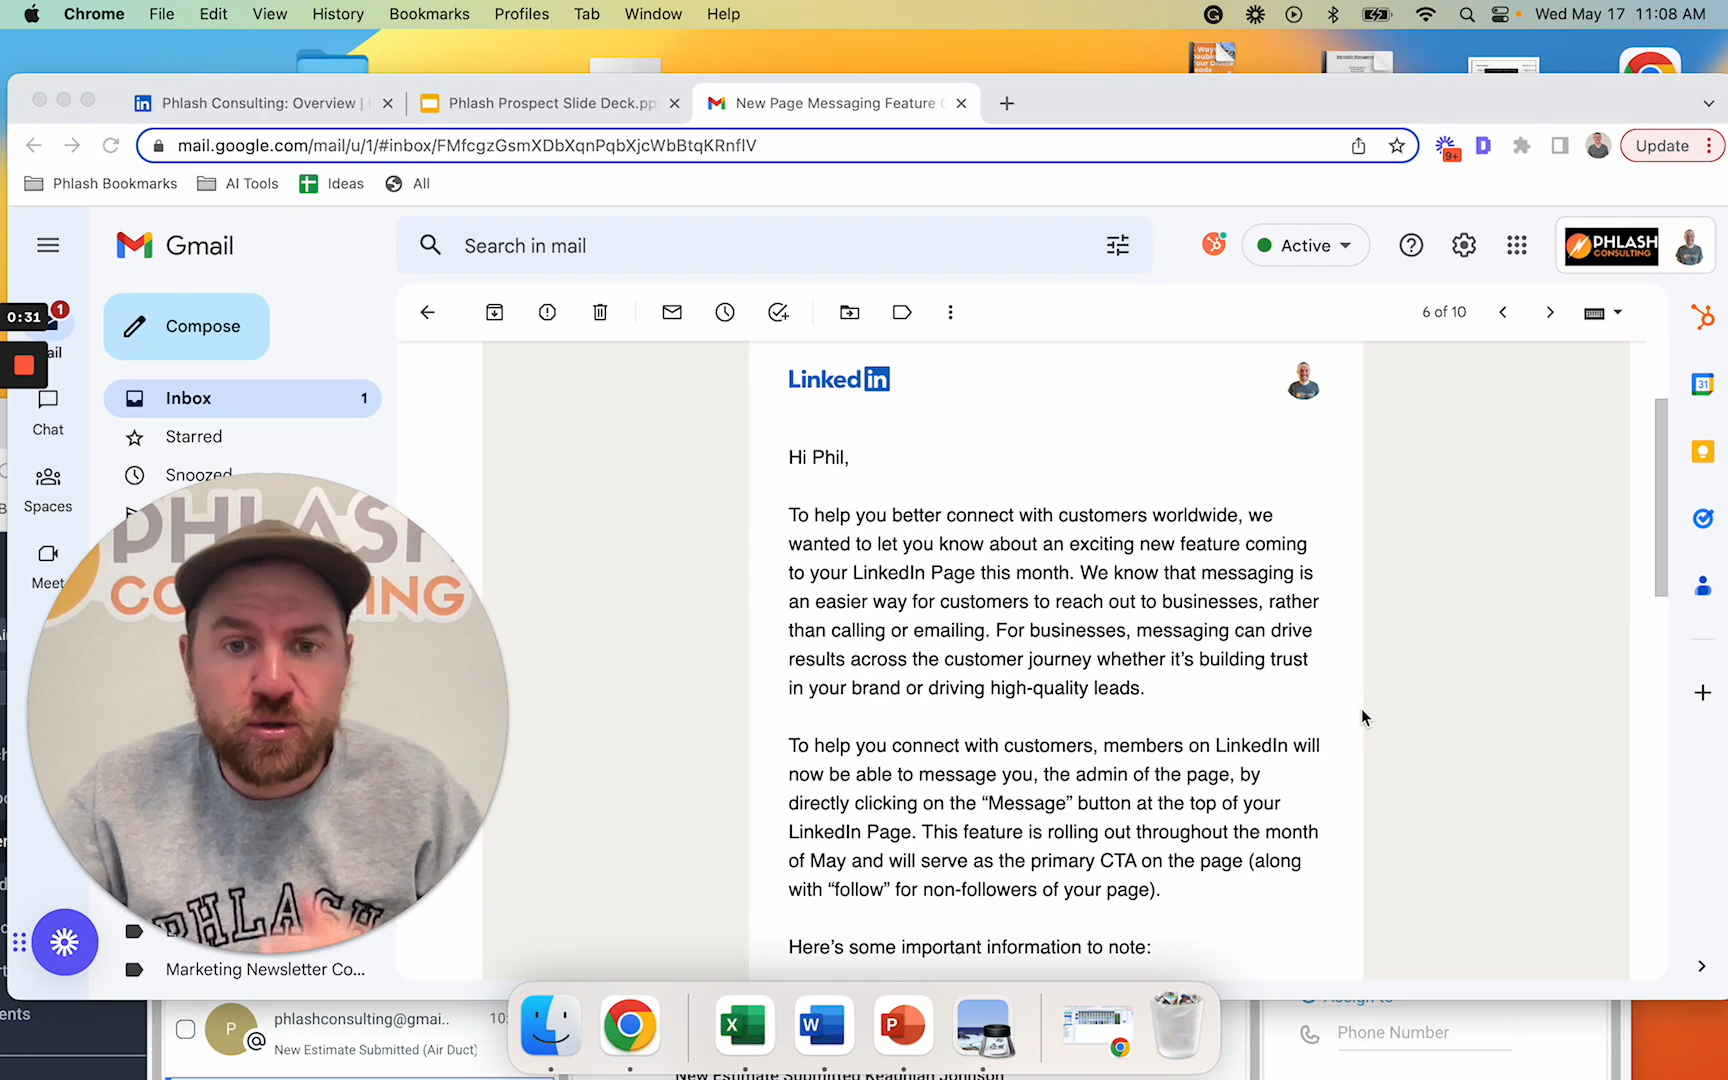 Chrome File Edit View History Bookmarks Profiles Tab Window Help Wed May 17 11:08 AM
Phlash Consulting: Overview | Phlash Prospect Slide Deck.pp New Page Messaging Feature
mail.google.com/mail/u/1/#inbox/FMfcgzGsmXDbXqnPqbXjcWbBtqKRnflV
9+
Update
Phlash Bookmarks AI Tools Ideas All
Gmail
Search in mail
Active
PHLASH
CONSULTING
0:31
1
Compose
6 of 10
ail
Inbox 1
Chat
Starred
Snoozed
Spaces
Meet
Marketing Newsletter Co...
31
LinkedIn
Hi Phil,
To help you better connect with customers worldwide, we
wanted to let you know about an exciting new feature coming
to your LinkedIn Page this month. We know that messaging is
an easier way for customers to reach out to businesses, rather
than calling or emailing. For businesses, messaging can drive
results across the customer journey whether it's building trust
in your brand or driving high-quality leads.
To help you connect with customers, members on LinkedIn will
now be able to message you, the admin of the page, by
directly clicking on the “Message” button at the top of your
LinkedIn Page. This feature is rolling out throughout the month
of May and will serve as the primary CTA on the page (along
with “follow” for non-followers of your page).
Here's some important information to note:
PHLASH
CO ING
PHLASH
ents
P
phlashconsulting@gmai.. 10:
New Estimate Submitted (Air Duct)
X W P
Phone Number